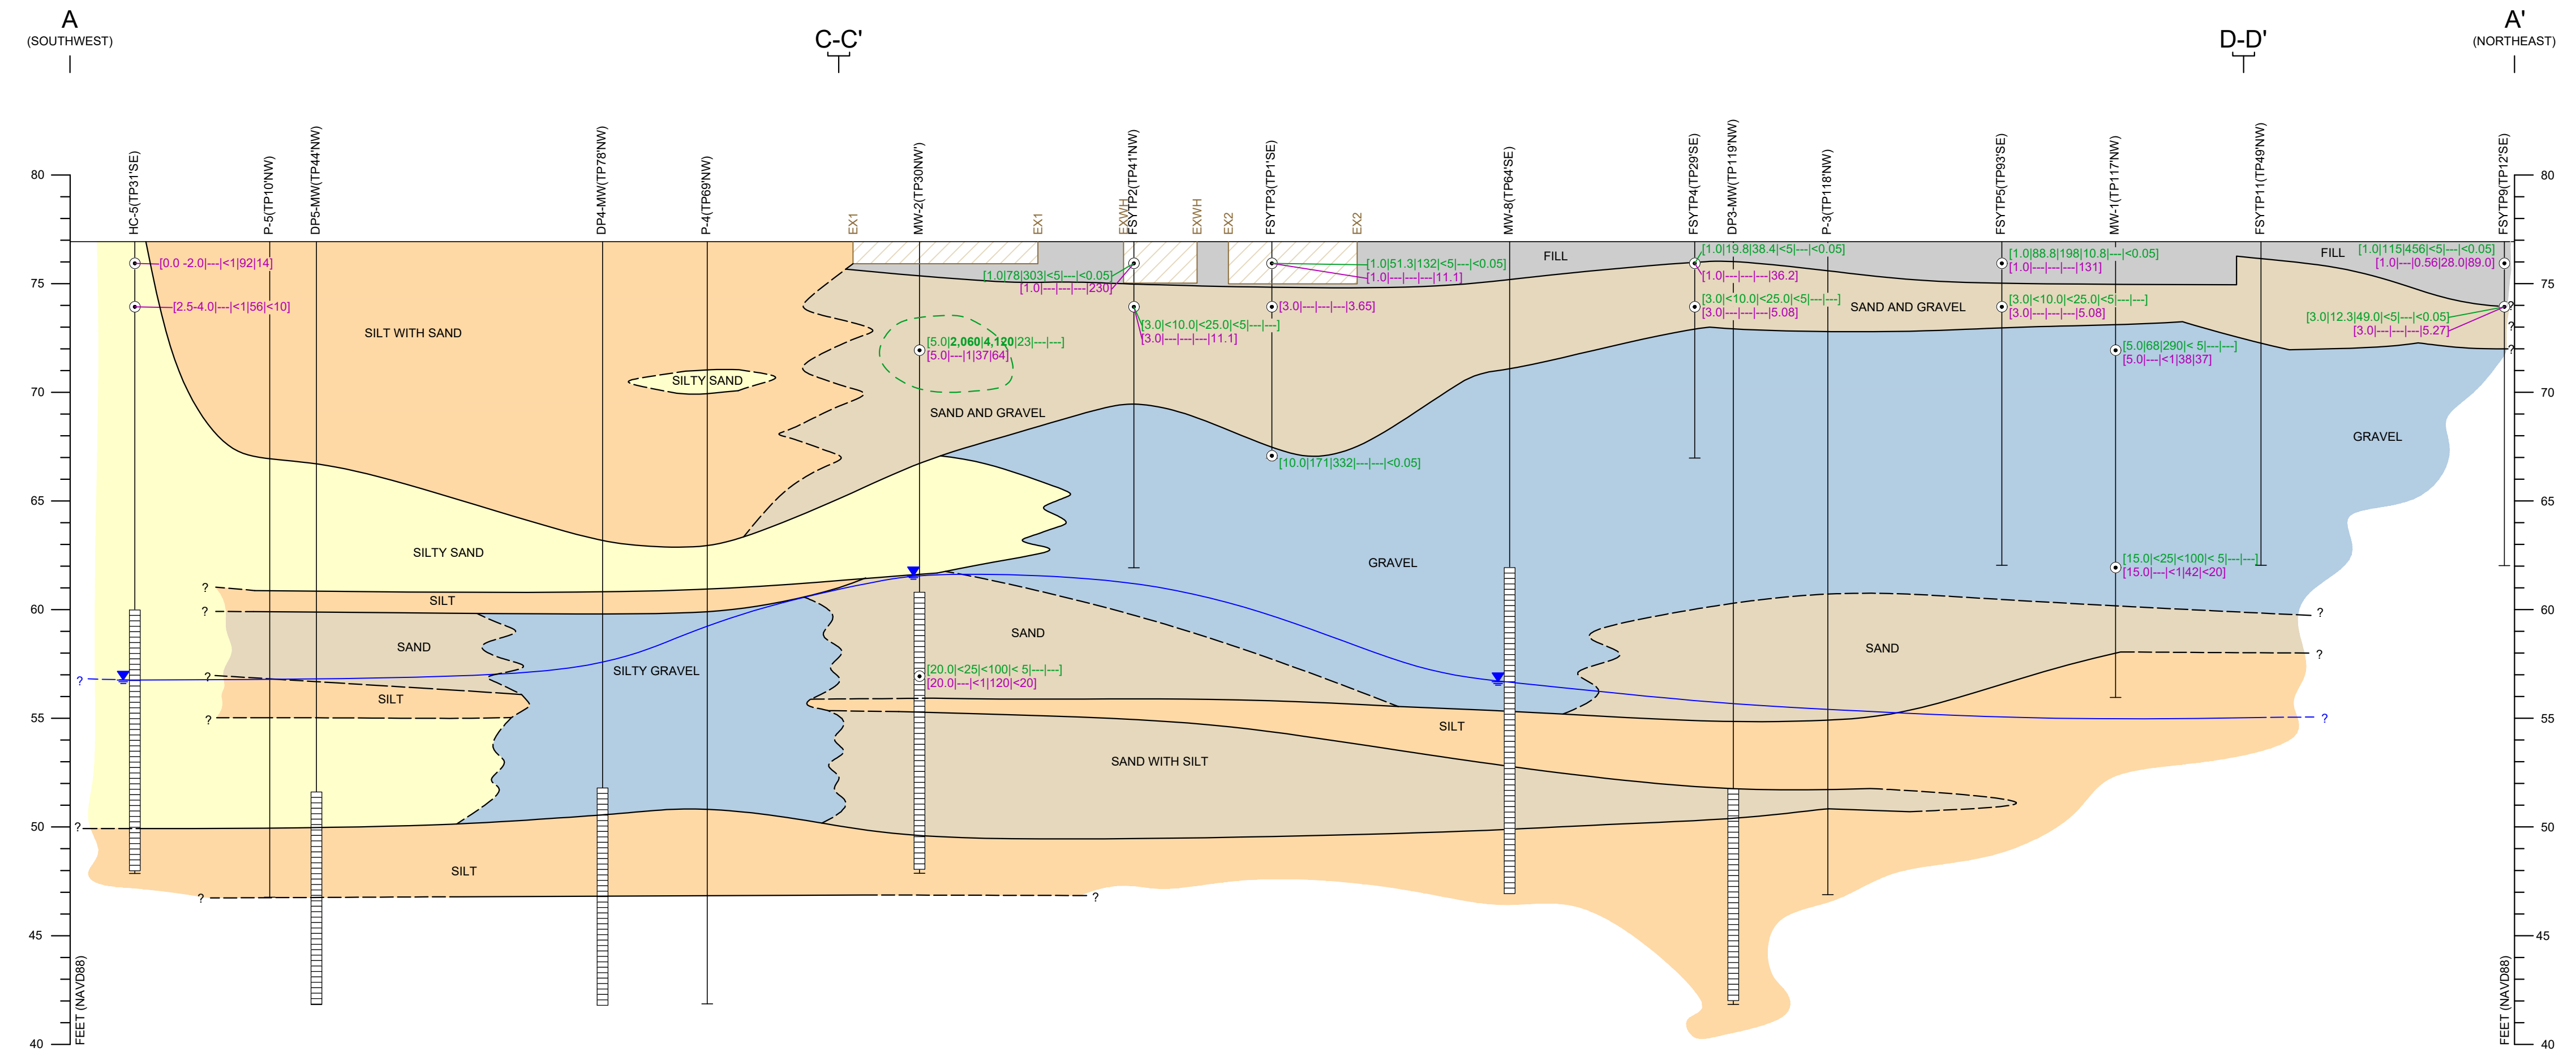 A
(SOUTHWEST)
C-C'
D-D'
A'
(NORTHEAST)
HC-5(TP31'SE)
P-5(TP10'NW)
DP5-MW(TP44'NW)
DP4-MW(TP78'NW)
P-4(TP69'NW)
EX1
MW-2(TP30NW')
EX1
EXWH
FSYTP2(TP41'NW)
EXWH
EX2
FSYTP3(TP1'SE)
EX2
MW-8(TP64'SE)
FSYTP4(TP29'SE)
DP3-MW(TP119'NW)
P-3(TP118'NW)
FSYTP5(TP93'SE)
MW-1(TP117'NW)
FSYTP11(TP49'NW)
FSYTP9(TP12'SE)
80
75
70
65
60
55
50
45
40
FEET (NAVD88)
[0.0 -2.0|---|<1|92|14]
[2.5-4.0|---|<1|56|<10]
SILT WITH SAND
SILTY SAND
SILTY SAND
? SILT
?
SAND
?
?
SILT
?
SILTY GRAVEL
?
SILT
?
?
[1.0|78|303|<5|---|<0.05]
[1.0|---|---|---|230]
[5.0|2,060|4,120|23|---|---]
[5.0|---|1|37|64]
[3.0|<10.0|<25.0|<5|---|---]
[3.0|---|---|---|11.1]
SAND AND GRAVEL
[1.0|51.3|132|<5|---|<0.05]
[1.0|---|---|---|11.1]
[3.0|---|---|---|3.65]
[10.0|171|332|---|---|<0.05]
FILL
GRAVEL
SAND
[20.0|<25|<100|< 5|---|---]
[20.0|---|<1|120|<20]
SILT
SAND WITH SILT
[1.0|19.8|38.4|<5|---|<0.05]
[1.0|---|---|---|36.2]
[3.0|<10.0|<25.0|<5|---|---]
[3.0|---|---|---|5.08]
SAND AND GRAVEL
[1.0|88.8|198|10.8|---|<0.05]
[1.0|---|---|---|131]
[3.0|<10.0|<25.0|<5|---|---]
[3.0|---|---|---|5.08]
[5.0|68|290|< 5|---|---]
[5.0|---|<1|38|37]
[15.0|<25|<100|< 5|---|---]
[15.0|---|<1|42|<20]
FILL
[1.0|115|456|<5|---|<0.05]
[1.0|---|0.56|28.0|89.0]
[3.0|12.3|49.0|<5|---|<0.05]
[3.0|---|---|---|5.27]
?
?
?
GRAVEL
?
SAND
?
?
80
75
70
65
60
55
50
45
40
FEET (NAVD88)